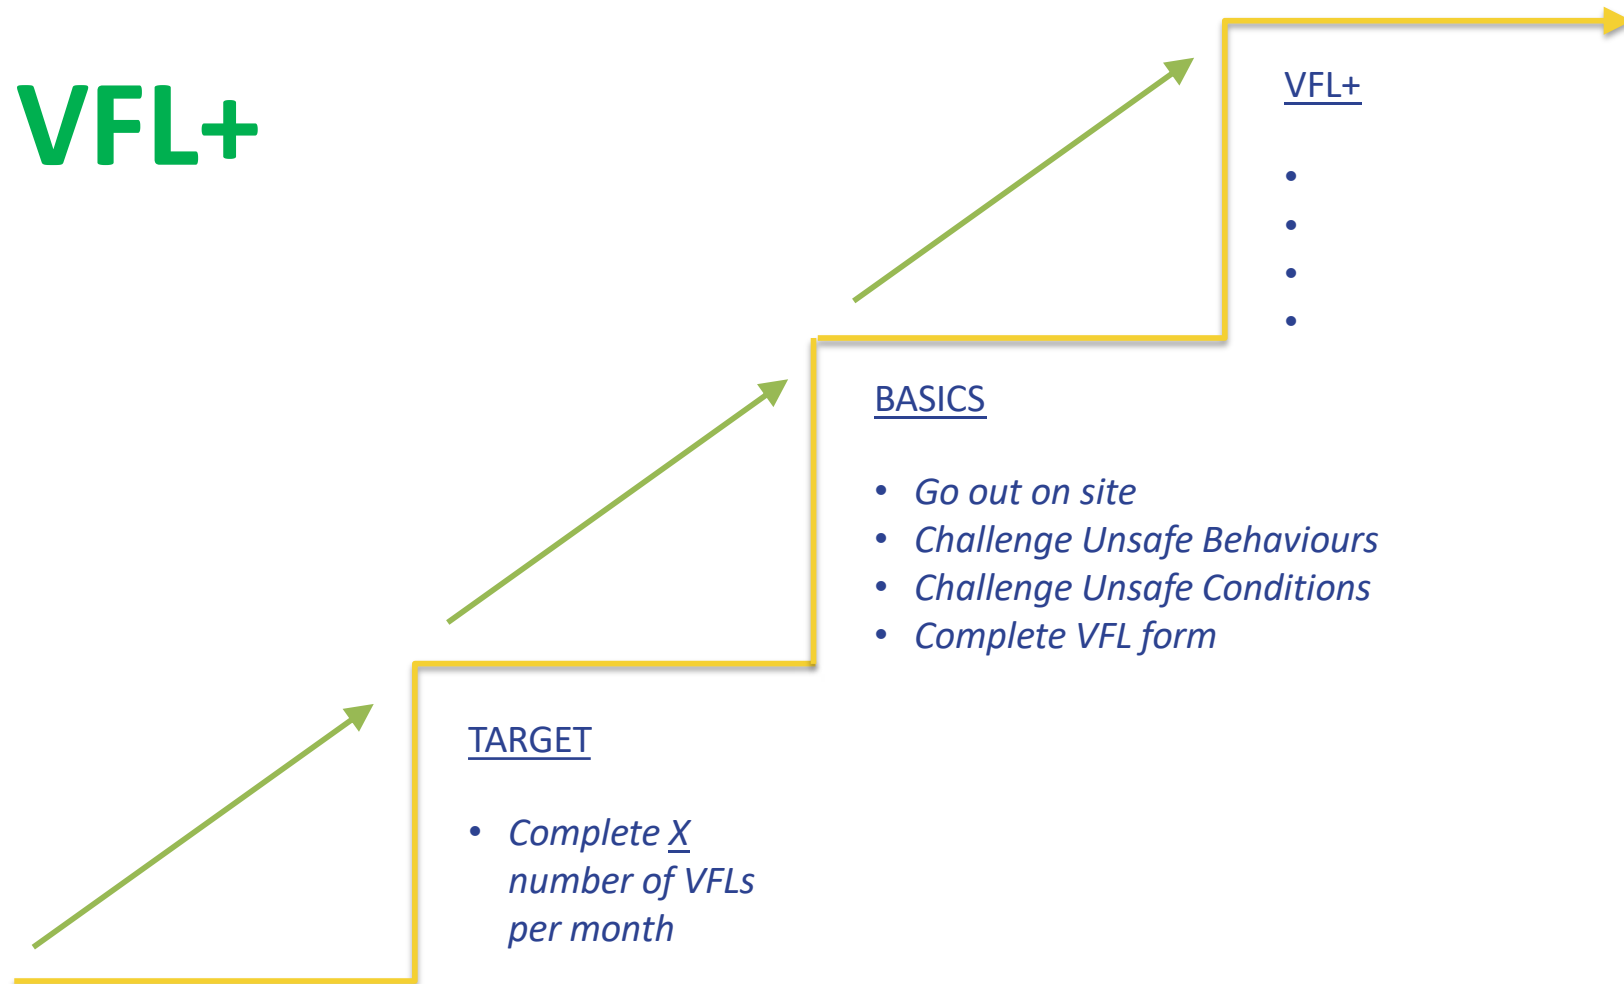 VFL+
VFL+
•
•
•
•
BASICS
• Go out on site
• Challenge Unsafe Behaviours
• Challenge Unsafe Conditions
• Complete VFL form
TARGET
• Complete X
number of VFLs
per month